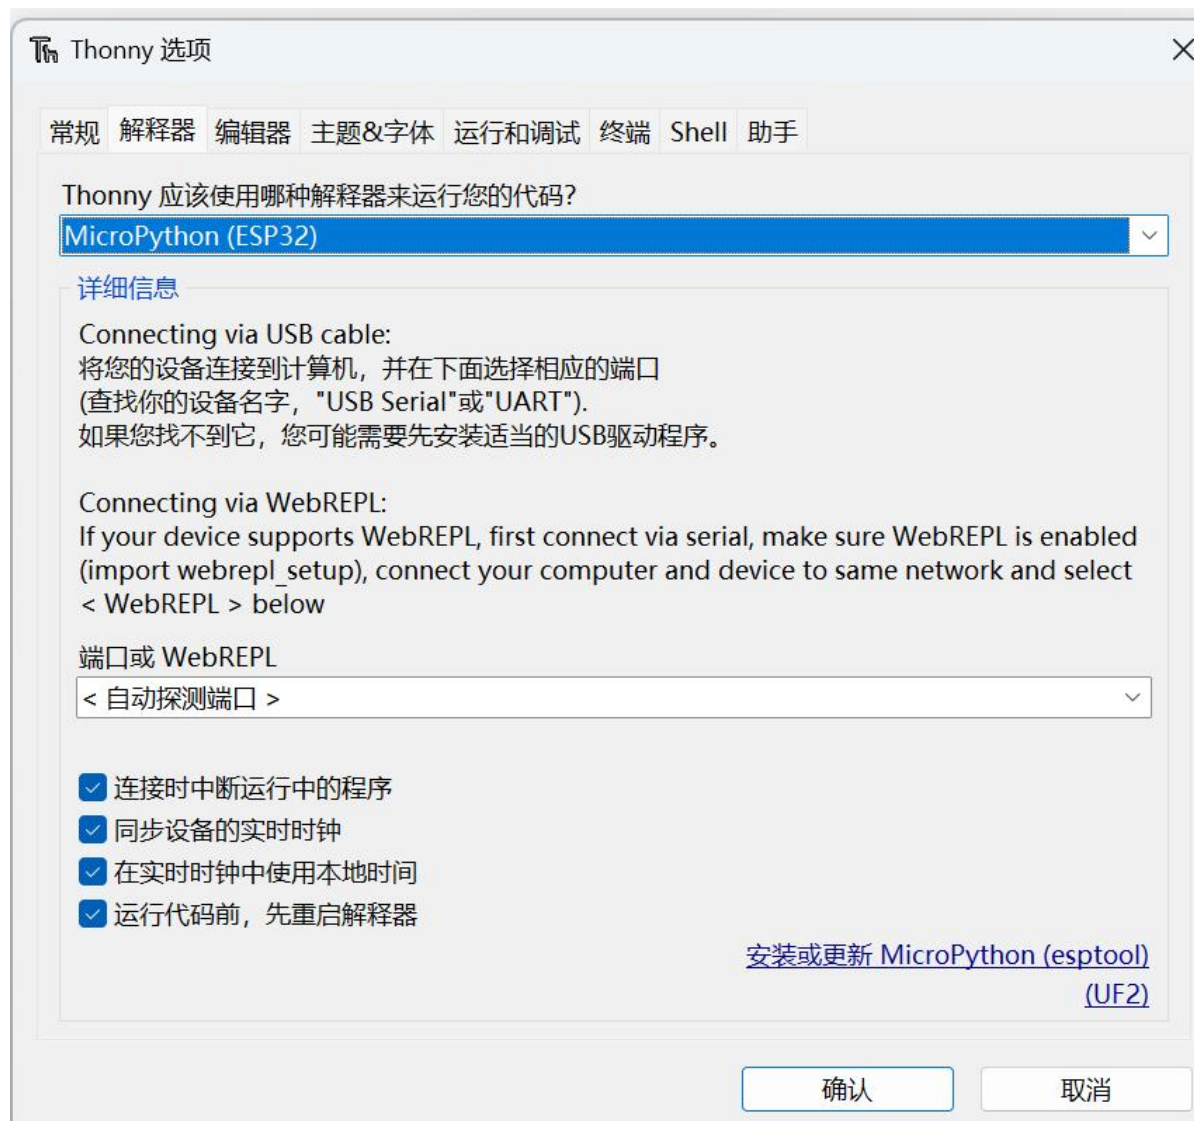 Thonny 选项
常规 解释器 编辑器 主题&字体 运行和调试 终端 Shell 助手
Thonny 应该使用哪种解释器来运行您的代码?
MicroPython (ESP32)
详细信息
Connecting via USB cable:
将您的设备连接到计算机，并在下面选择相应的端口
(查找你的设备名字，"USB Serial"或"UART").
如果您找不到它，您可能需要先安装适当的USB驱动程序。
Connecting via WebREPL:
If your device supports WebREPL, first connect via serial, make sure WebREPL is enabled
(import webrepl_setup), connect your computer and device to same network and select
< WebREPL > below
端口或 WebREPL
< 自动探测端口 >
连接时中断运行中的程序
同步设备的实时时钟
在实时时钟中使用本地时间
运行代码前，先重启解释器
安装或更新 MicroPython (esptool)
(UF2)
确认 取消